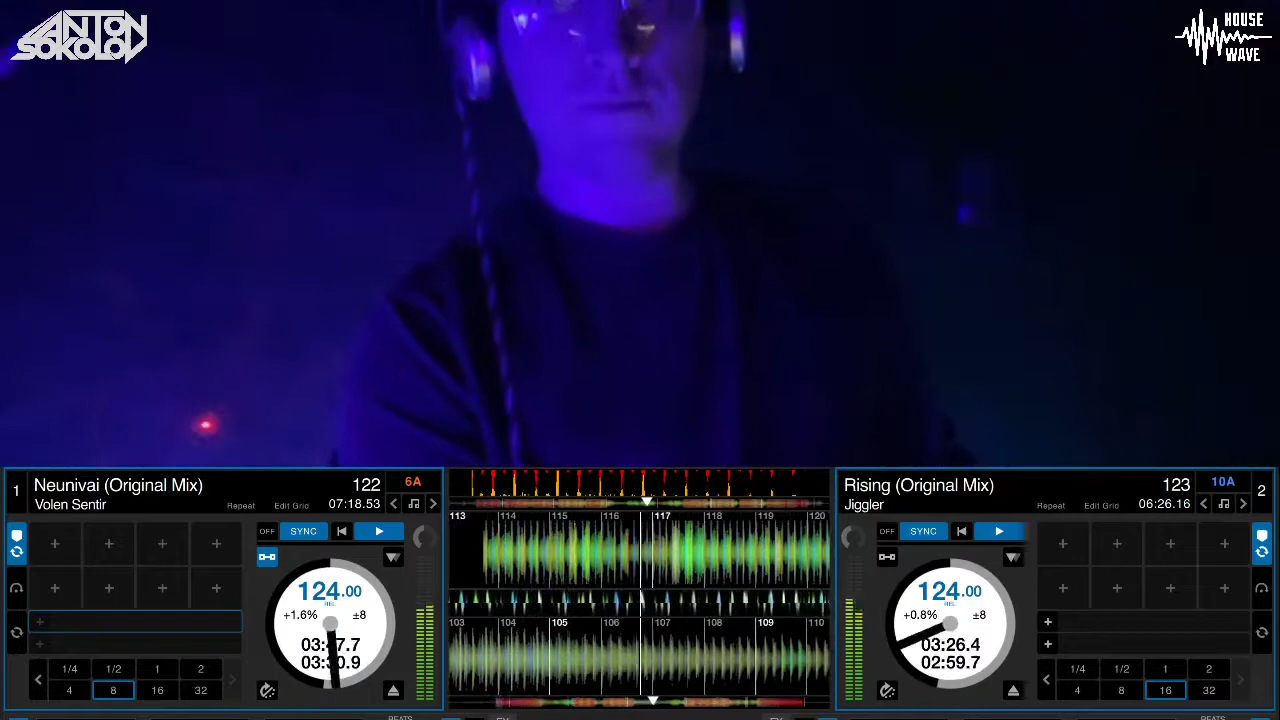 ANTON
SOKOLOV
HOUSE
WAVE
1 Neunivai (Original Mix) 122 6A
Volen Sentir Repeat Edit Grid 07:18.53
OFF SYNC
124.00
REL
+1.6% ±8
1/4 1/2 1 2
4 8 16 32
113 114 115 116 117 118 119 120
103 104 105 106 107 108 109 110
Rising (Original Mix) 123 10A 2
Jiggler Repeat Edit Grid 06:26.16
OFF SYNC
124.00
REL
+0.8% ±8
03:26.4
02:59.7
1/4 1/2 1 2
4 8 16 32